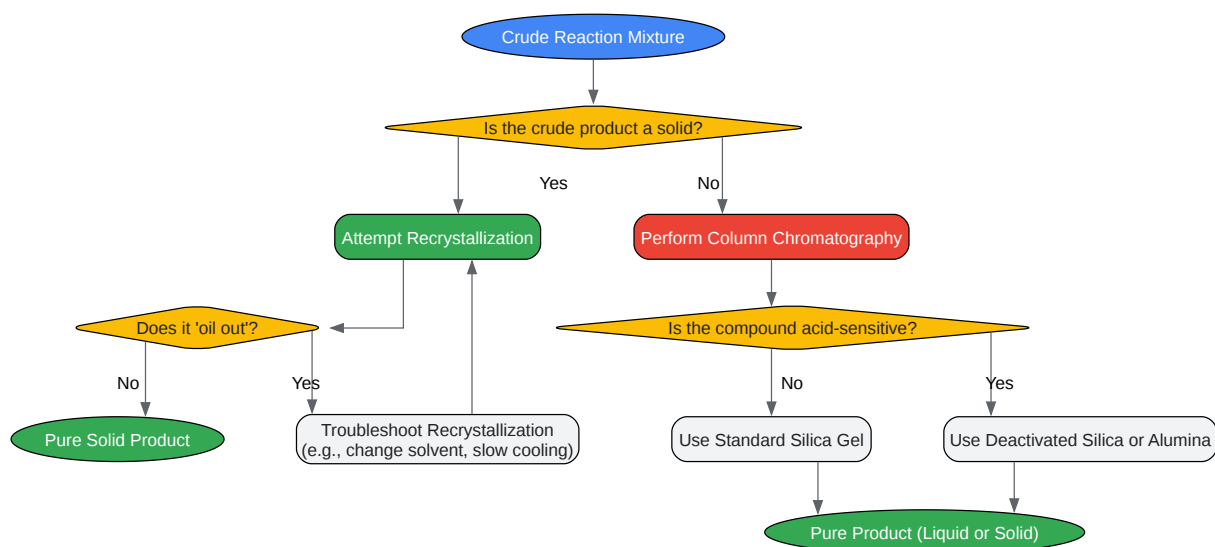 Crude Reaction Mixture
Is the crude product a solid?
Yes
No
Attempt Recrystallization
Perform Column Chromatography
Does it 'oil out'?
Is the compound acid-sensitive?
No
Yes
No
Yes
Pure Solid Product
Troubleshoot Recrystallization
(e.g., change solvent, slow cooling)
Use Standard Silica Gel
Use Deactivated Silica or Alumina
Pure Product (Liquid or Solid)